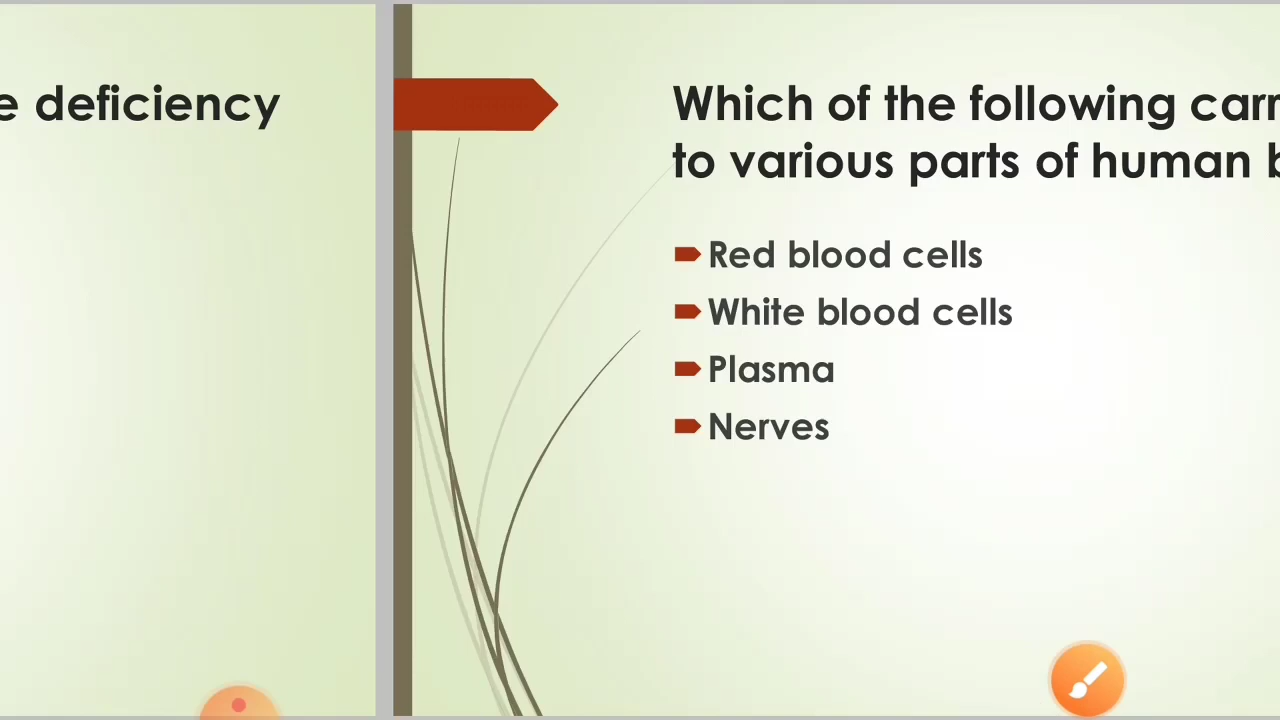 e deficiency
Which of the following carr
to various parts of human b
Red blood cells
White blood cells
Plasma
Nerves